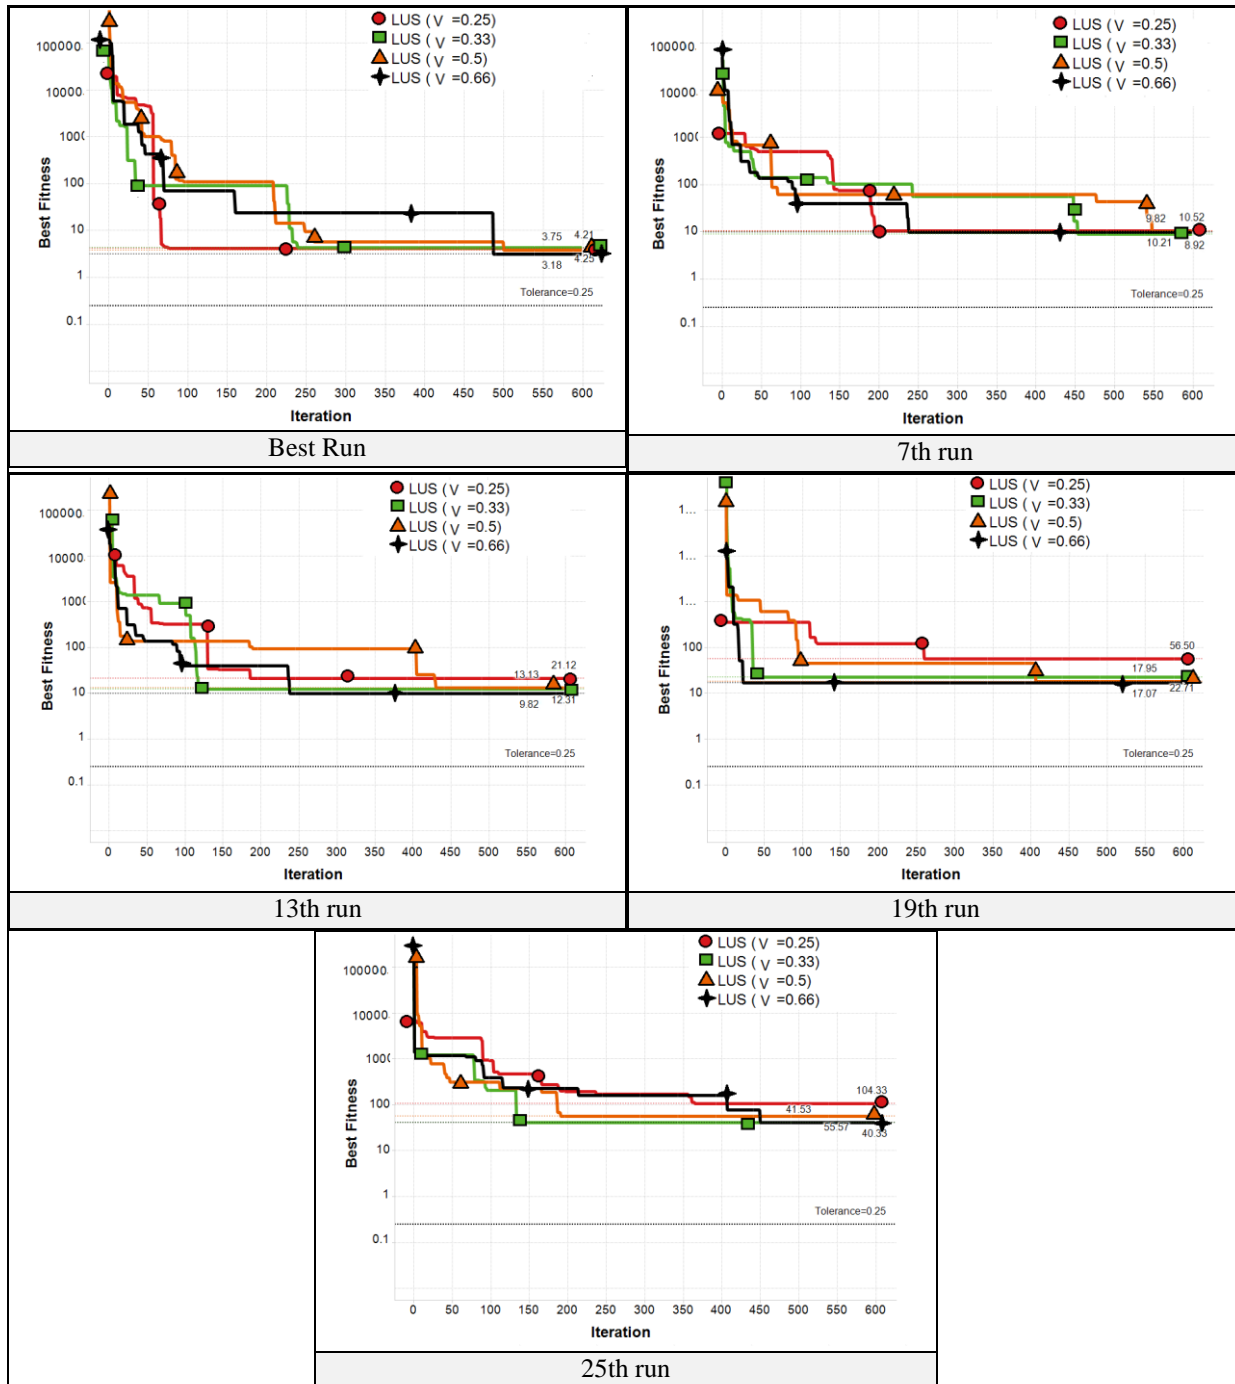 LUS ( V =0.25)
LUS ( V =0.33)
LUS ( V =0.5)
LUS ( V =0.66)
100000.
10000
1000
100
10
1
0.1
Best Fitness
3.75 4.21
4.25
3.18
Tolerance=0.25
0 50 100 150 200 250 300 350 400 450 500 550 600
Iteration
Best Run
LUS ( V =0.25)
LUS ( V =0.33)
LUS ( V =0.5)
LUS ( V =0.66)
100000.
10000
1000
100
10
1
0.1
Best Fitness
9.82 10.52
10.21 8.92
Tolerance=0.25
0 50 100 150 200 250 300 350 400 450 500 550 600
Iteration
7th run
LUS ( V =0.25)
LUS ( V =0.33)
LUS ( V =0.5)
LUS ( V =0.66)
100000.
10000
1000
100
10
1
0.1
Best Fitness
21.12
13.13
9.82 12.31
Tolerance=0.25
0 50 100 150 200 250 300 350 400 450 500 550 600
Iteration
13th run
LUS ( V =0.25)
LUS ( V =0.33)
LUS ( V =0.5)
LUS ( V =0.66)
1...
1...
1...
100
10
1
0.1
Best Fitness
56.50
17.95
22.71
17.07
Tolerance=0.25
0 50 100 150 200 250 300 350 400 450 500 550 600
Iteration
19th run
LUS ( V =0.25)
LUS ( V =0.33)
LUS ( V =0.5)
LUS ( V =0.66)
100000.
10000.
1000
100
10
1
0.1
Best Fitness
104.33
41.53
55.57
40.33
Tolerance=0.25
0 50 100 150 200 250 300 350 400 450 500 550 600
Iteration
25th run